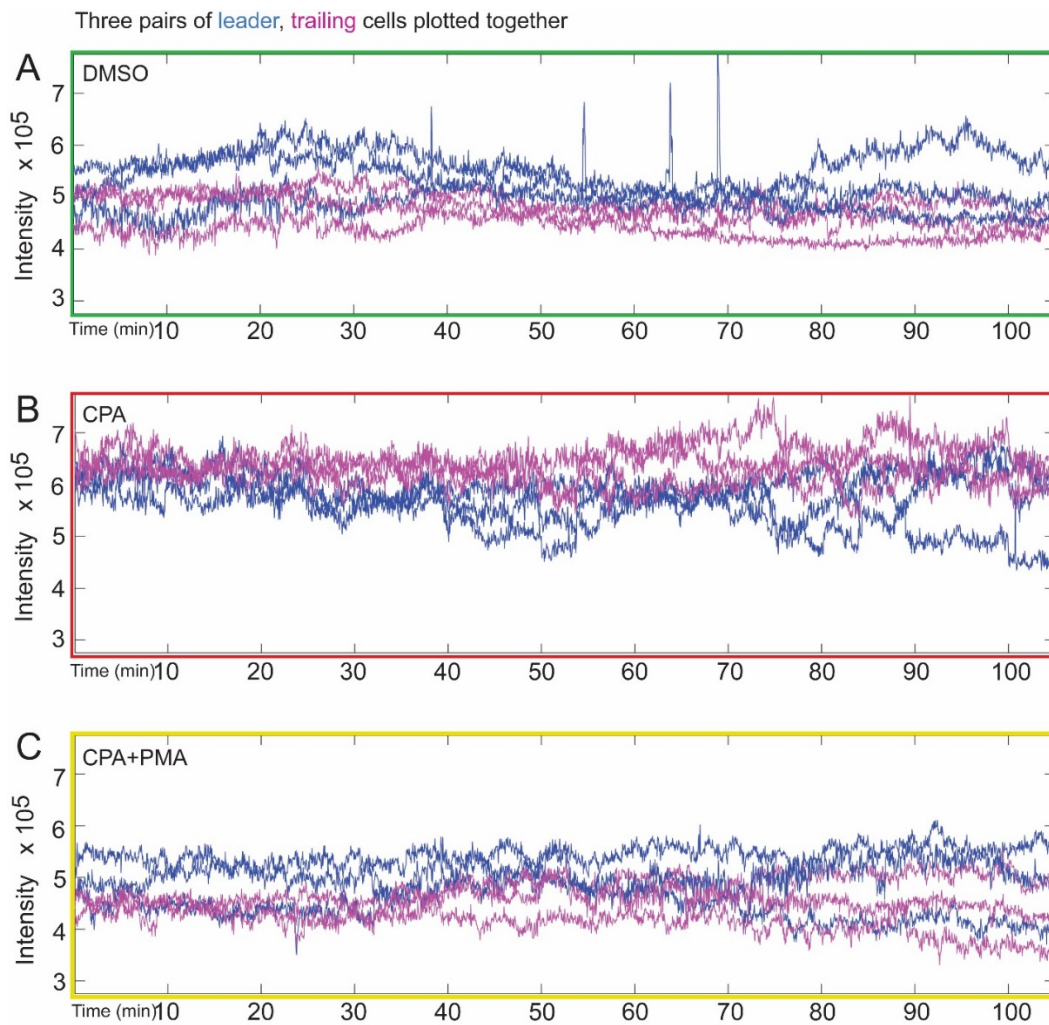 Three pairs of leader, trailing cells plotted together
A
DMSO
Intensity x 10⁵
7
6
5
4
3
Time (min) 10 20 30 40 50 60 70 80 90 100
B
CPA
Intensity x 10⁵
7
6
5
4
3
Time (min) 10 20 30 40 50 60 70 80 90 100
C
CPA+PMA
Intensity x 10⁵
7
6
5
4
3
Time (min) 10 20 30 40 50 60 70 80 90 100